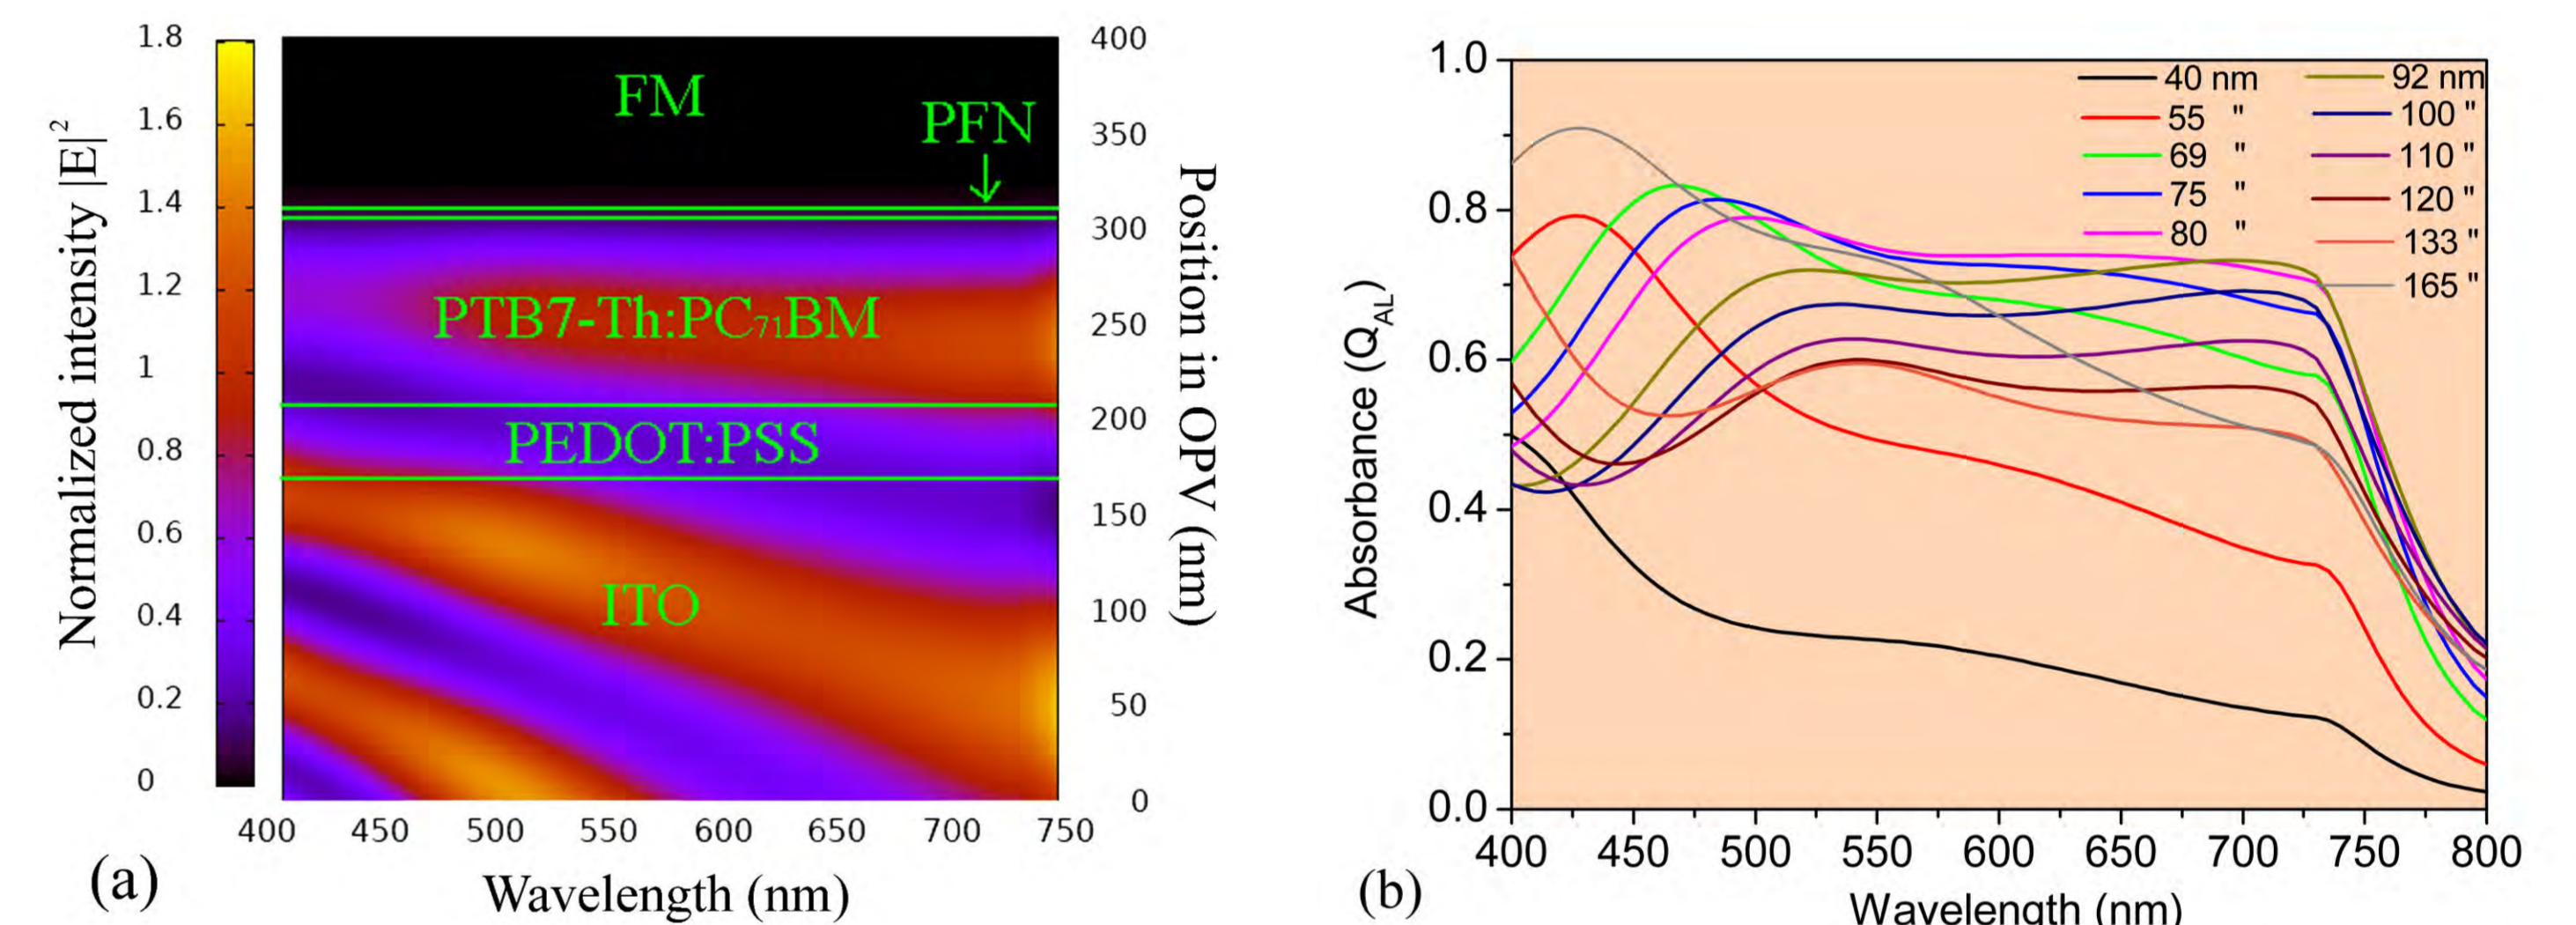 Normalized intensity |E|²
1.8
1.6
1.4
1.2
1
0.8
0.6
0.4
0.2
0
FM
PFN
PTB7-Th:PC₇₁BM
PEDOT:PSS
ITO
400
350
300
250
200
150
100
50
0
Position in OPV (nm)
400 450 500 550 600 650 700 750
Wavelength (nm)
(a)
Absorbance (Q_AL)
1.0
0.8
0.6
0.4
0.2
0.0
40 nm
55 "
69 "
75 "
80 "
92 nm
100 "
110 "
120 "
133 "
165 "
400 450 500 550 600 650 700 750 800
Wavelength (nm)
(b)